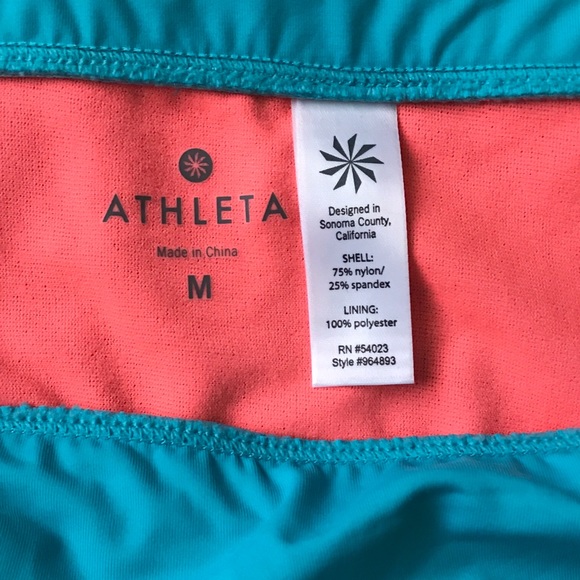 ATHLETA
Made in China
M
Designed in
Sonoma County,
California
SHELL:
75% nylon/
25% spandex
LINING:
100% polyester
RN #54023
Style #964893